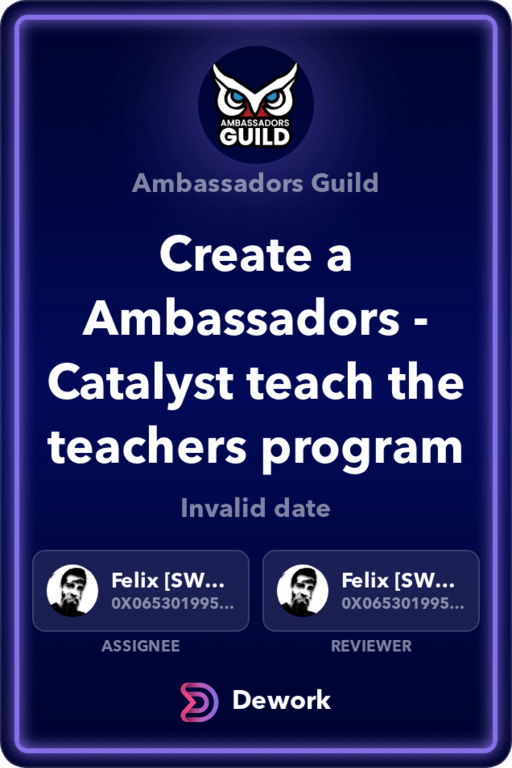 AMBASSADORS
GUILD
Ambassadors Guild
Create a
Ambassadors -
Catalyst teach the
teachers program
Invalid date
Felix [SW... Felix [SW...
0X065301995... 0X065301995...
ASSIGNEE REVIEWER
Dework